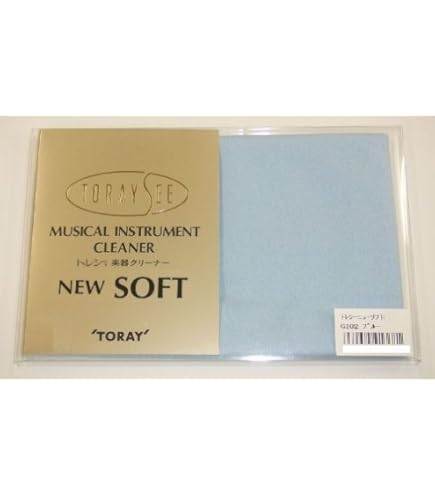 TORAYSEE
MUSICAL INSTRUMENT
CLEANER
トレシー 楽器クリーナー
NEW SOFT
'TORAY'
トレシーニューソフト
G102 ブルー